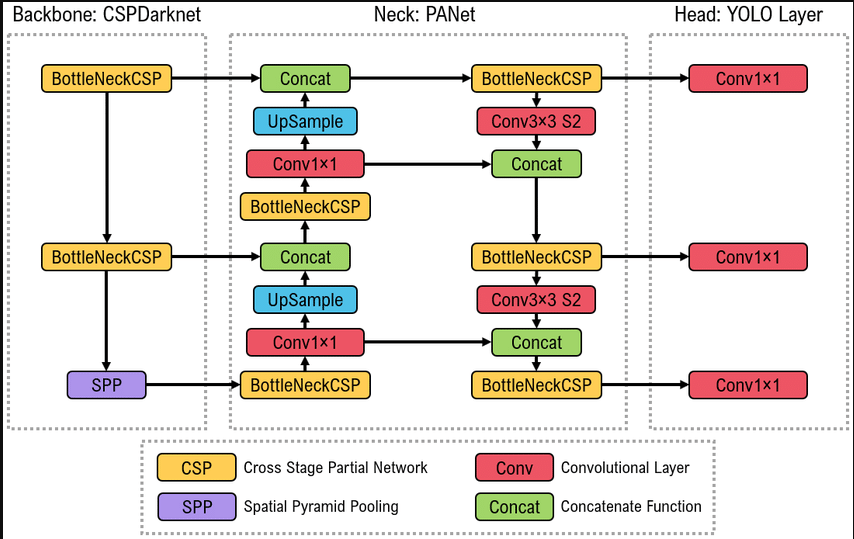 Backbone: CSPDarknet
Neck: PANet
Head: YOLO Layer
BottleNeckCSP
Concat
BottleNeckCSP
Conv1×1
UpSample
Conv3×3 S2
Conv1×1
Concat
BottleNeckCSP
BottleNeckCSP
Concat
BottleNeckCSP
Conv1×1
UpSample
Conv3×3 S2
Conv1×1
Concat
SPP
BottleNeckCSP
BottleNeckCSP
Conv1×1
CSP
Cross Stage Partial Network
Conv
Convolutional Layer
SPP
Spatial Pyramid Pooling
Concat
Concatenate Function